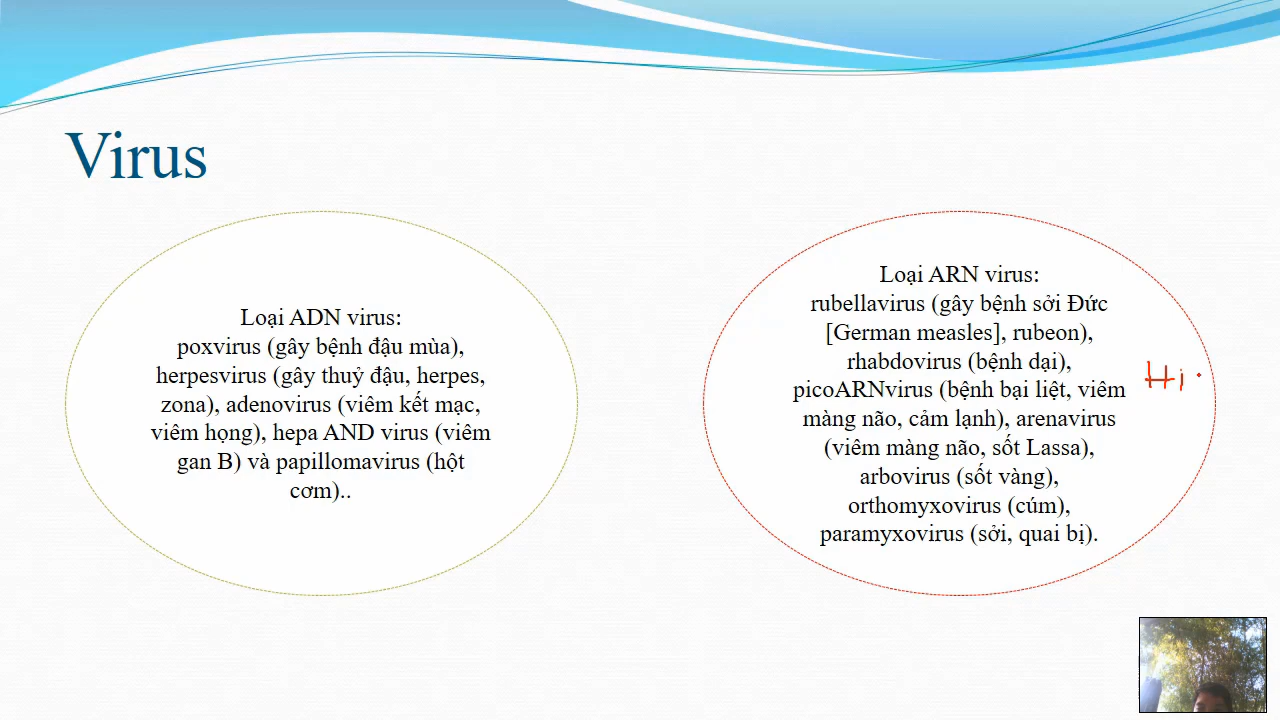 Virus
Loại ADN virus:
poxvirus (gây bệnh đậu mùa),
herpesvirus (gây thuỷ đậu, herpes,
zona), adenovirus (viêm kết mạc,
viêm họng), hepa AND virus (viêm
gan B) và papillomavirus (hột
cơm)..
Loại ARN virus:
rubellavirus (gây bệnh sởi Đức
[German measles], rubeon),
rhabdovirus (bệnh dại),
picoARNvirus (bệnh bại liệt, viêm
màng não, cảm lạnh), arenavirus
(viêm màng não, sốt Lassa),
arbovirus (sốt vàng),
orthomyxovirus (cúm),
paramyxovirus (sởi, quai bị).
Hi